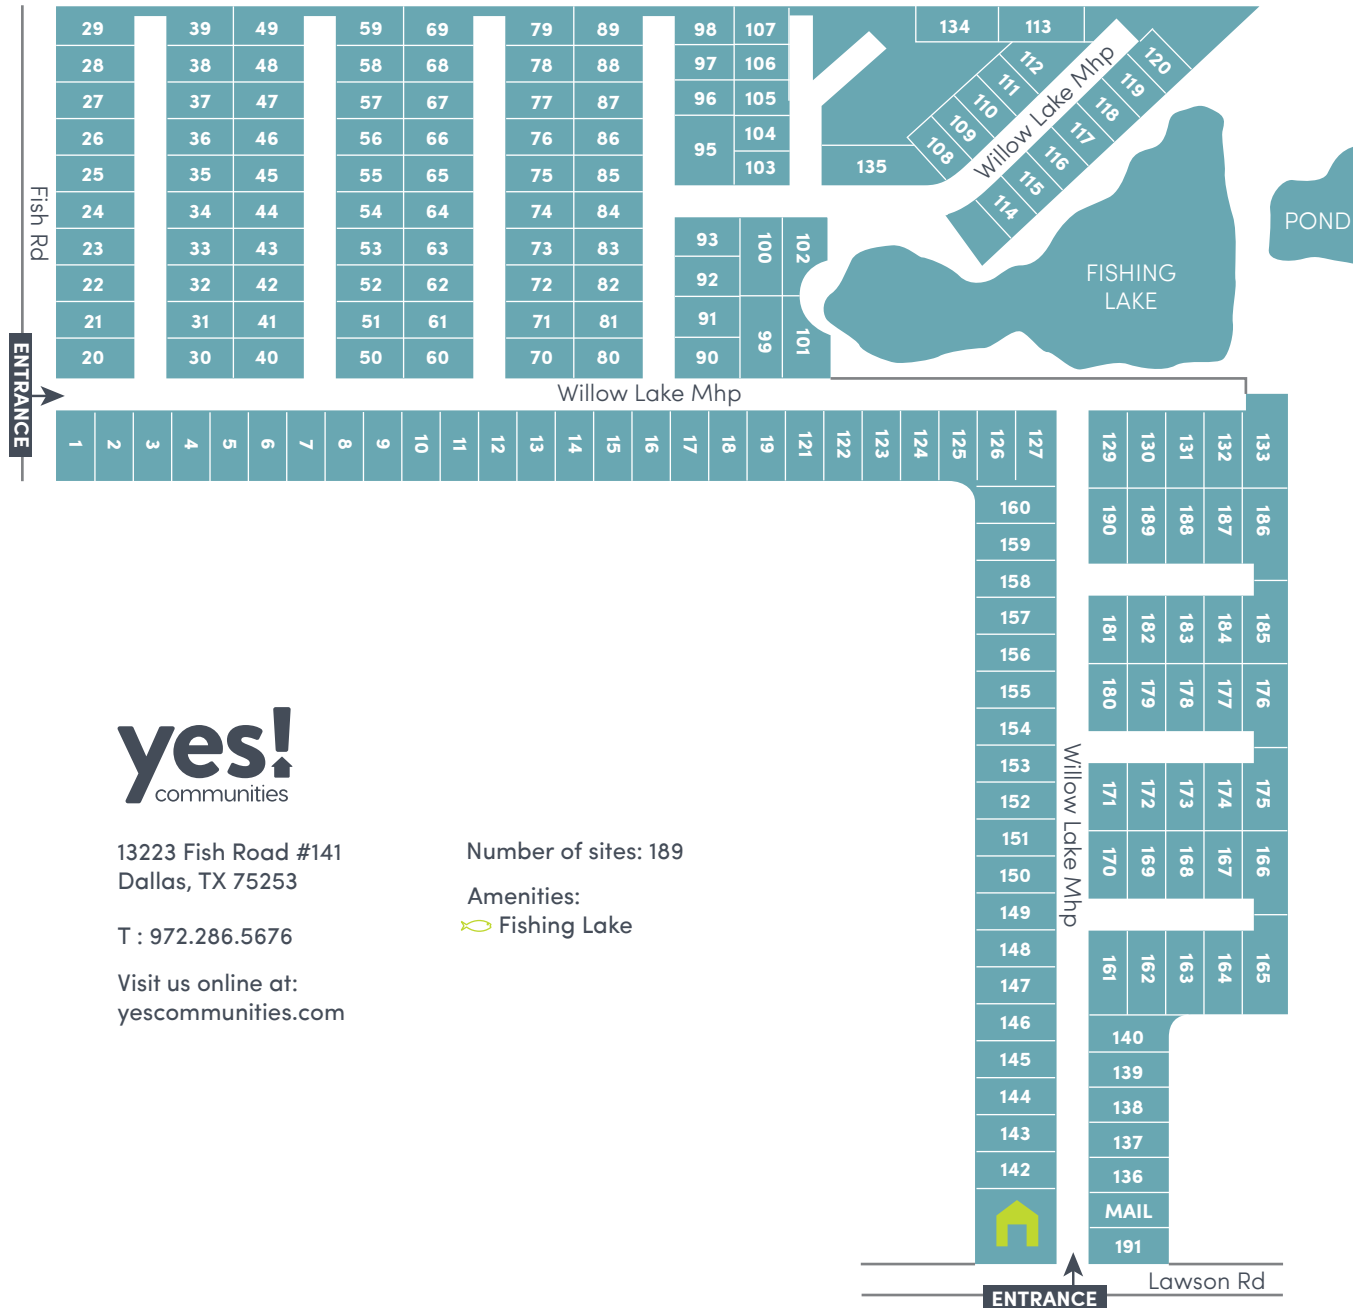 29 39 49 59 69 79 89 98 107 134 113
28 38 48 58 68 78 88 97 106 112 120
27 37 47 57 67 77 87 96 105 111 119
26 36 46 56 66 76 86 95 104 110 118
25 35 45 55 65 75 85 103 135 109 117
24 34 44 54 64 74 84 108 116
23 33 43 53 63 73 83 93 100 102 115
22 32 42 52 62 72 82 92 114
21 31 41 51 61 71 81 91 99 101
20 30 40 50 60 70 80 90
Willow Lake Mhp
Fish Rd
POND
FISHING
LAKE
ENTRANCE
Willow Lake Mhp
1 2 3 4 5 6 7 8 9 10 11 12 13 14 15 16 17 18 19 121 122 123 124 125 126 127
129 130 131 132 133
190 189 188 187 186
181 182 183 184 185
180 179 178 177 176
171 172 173 174 175
170 169 168 167 166
161 162 163 164 165
160
159
158
157
156
155
154
153
152
151
150
149
148
147
146
145
144
143
142
Willow Lake Mhp
140
139
138
137
136
MAIL
191
yes!
communities
13223 Fish Road #141
Dallas, TX 75253
T : 972.286.5676
Visit us online at:
yescommunities.com
Number of sites: 189
Amenities:
Fishing Lake
Lawson Rd
ENTRANCE